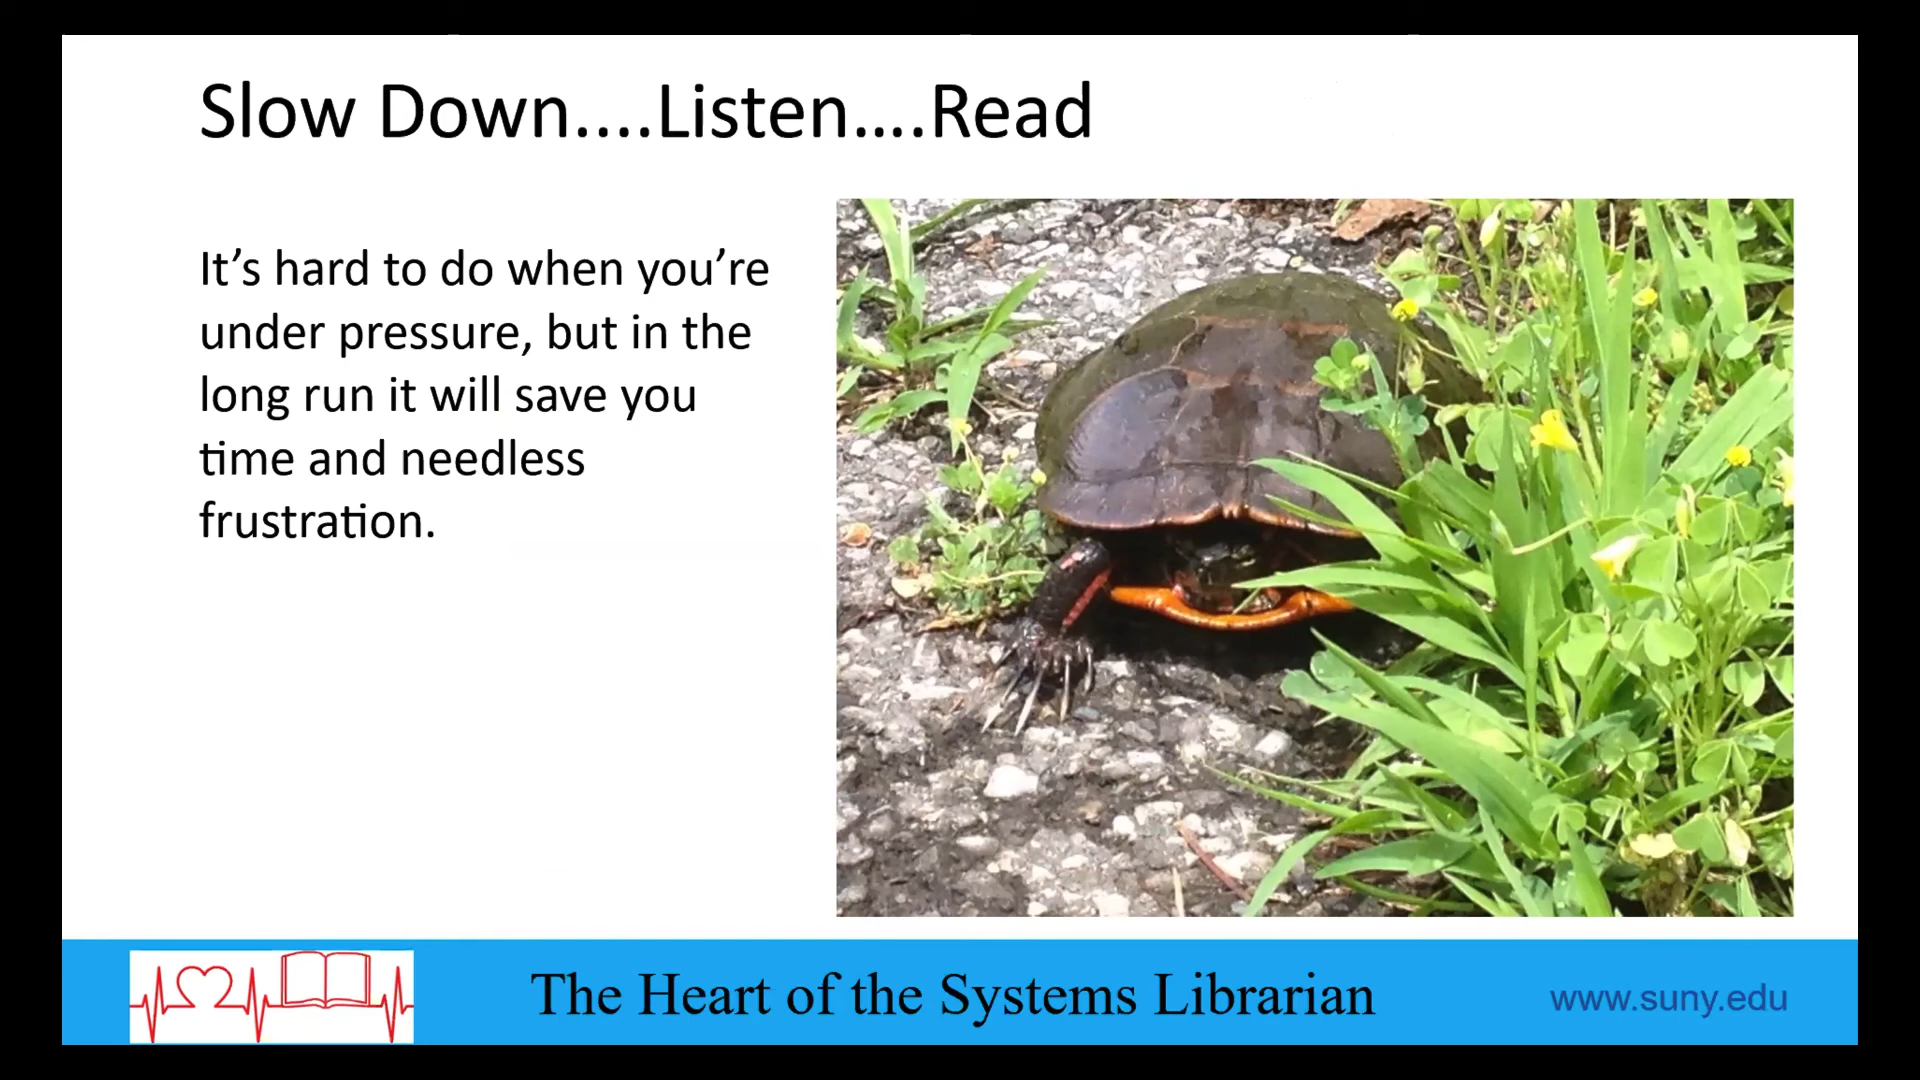 Slow Down....Listen....Read
It’s hard to do when you’re
under pressure, but in the
long run it will save you
time and needless
frustration.
The Heart of the Systems Librarian
www.suny.edu